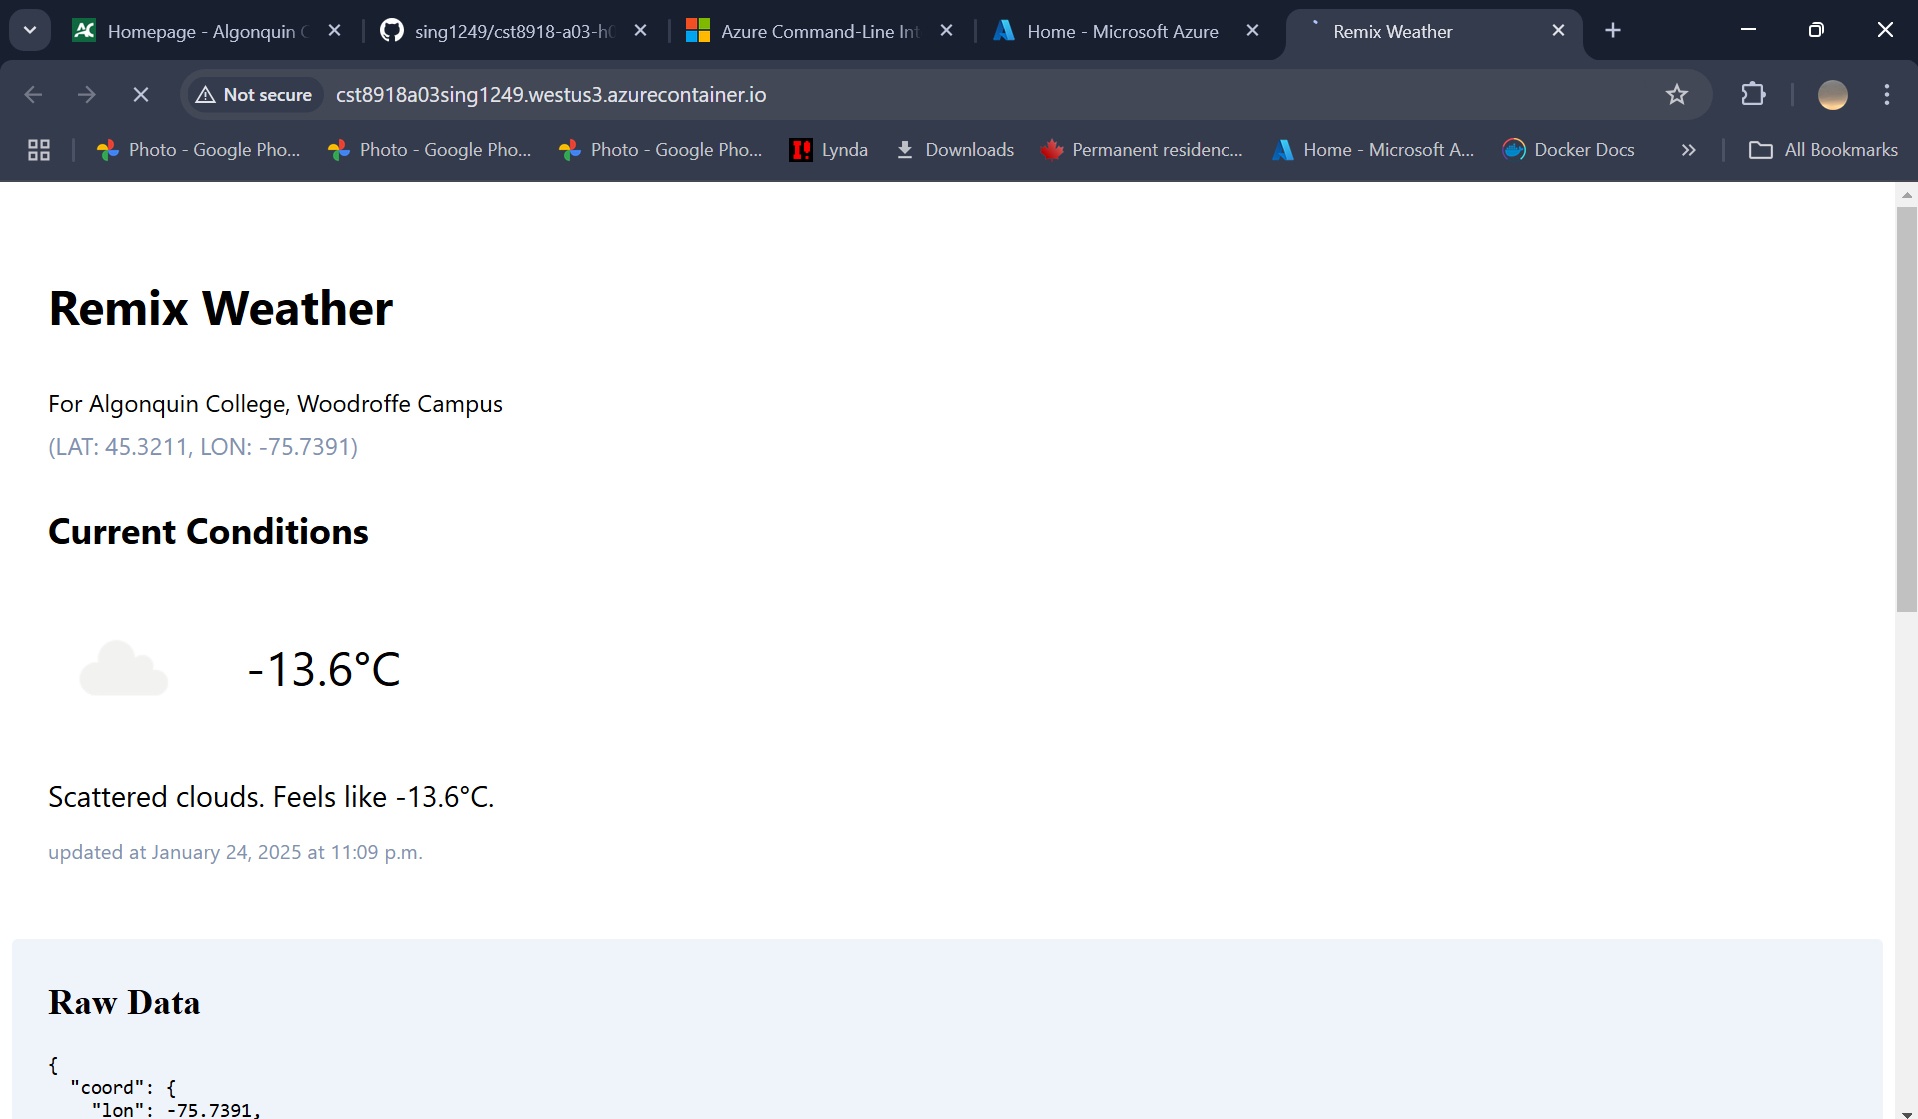 Homepage - Algonquin C
sing1249/cst8918-a03-h0
Azure Command-Line Int
Home - Microsoft Azure
Remix Weather
Not secure
cst8918a03sing1249.westus3.azurecontainer.io
Photo - Google Pho...
Photo - Google Pho...
Photo - Google Pho...
Lynda
Downloads
Permanent residenc...
Home - Microsoft A...
Docker Docs
All Bookmarks
Remix Weather
For Algonquin College, Woodroffe Campus
(LAT: 45.3211, LON: -75.7391)
Current Conditions
-13.6°C
Scattered clouds. Feels like -13.6°C.
updated at January 24, 2025 at 11:09 p.m.
Raw Data
{
"coord": {
"lon": -75.7391,